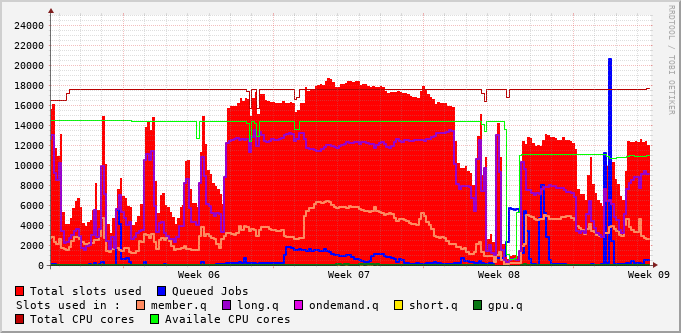 RRDTOOL / TOBI OETIKER
24000
22000
20000
18000
16000
14000
12000
10000
8000
6000
4000
2000
0
Week 06 Week 07 Week 08 Week 09
Total slots used Queued Jobs
Slots used in : member.q long.q ondemand.q short.q gpu.q
Total CPU cores Availale CPU cores